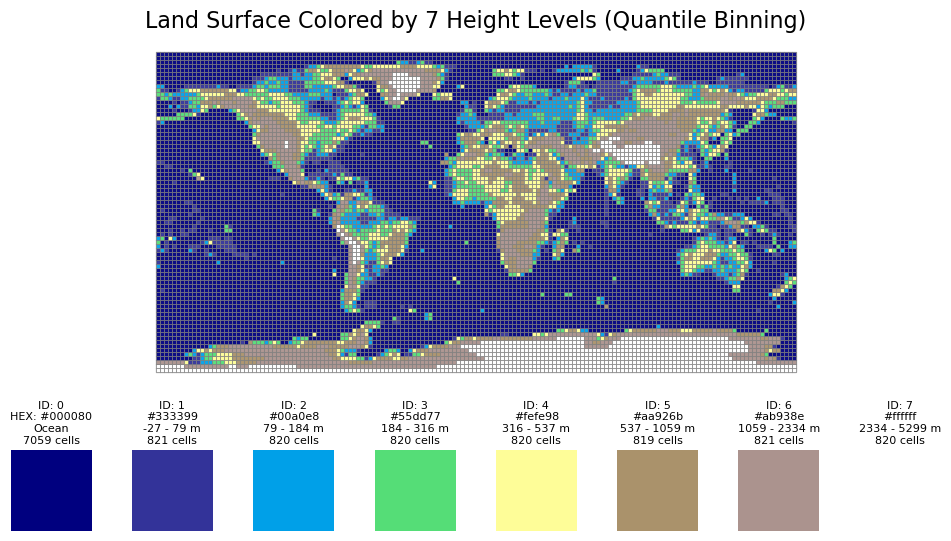 Land Surface Colored by 7 Height Levels (Quantile Binning)
ID: 0
HEX: #000080
Ocean
7059 cells
ID: 1
#333399
-27 - 79 m
821 cells
ID: 2
#00a0e8
79 - 184 m
820 cells
ID: 3
#55dd77
184 - 316 m
820 cells
ID: 4
#fefe98
316 - 537 m
820 cells
ID: 5
#aa926b
537 - 1059 m
819 cells
ID: 6
#ab938e
1059 - 2334 m
821 cells
ID: 7
#ffffff
2334 - 5299 m
820 cells